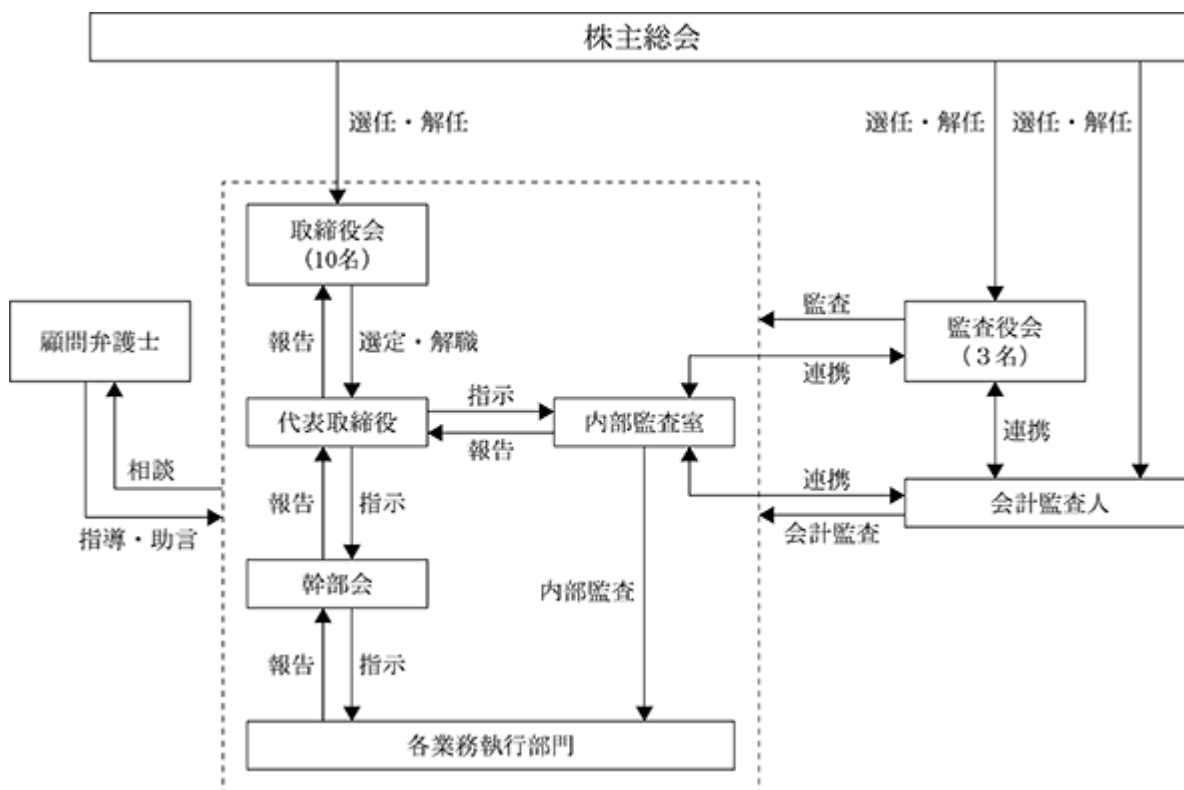 株主総会
選任・解任
選任・解任
選任・解任
取締役会
(10名)
顧問弁護士
報告
選定・解職
監査
監査役会
(3名)
連携
代表取締役
指示
報告
内部監査室
連携
相談
指導・助言
報告
指示
連携
会計監査
会計監査人
幹部会
内部監査
報告
指示
各業務執行部門